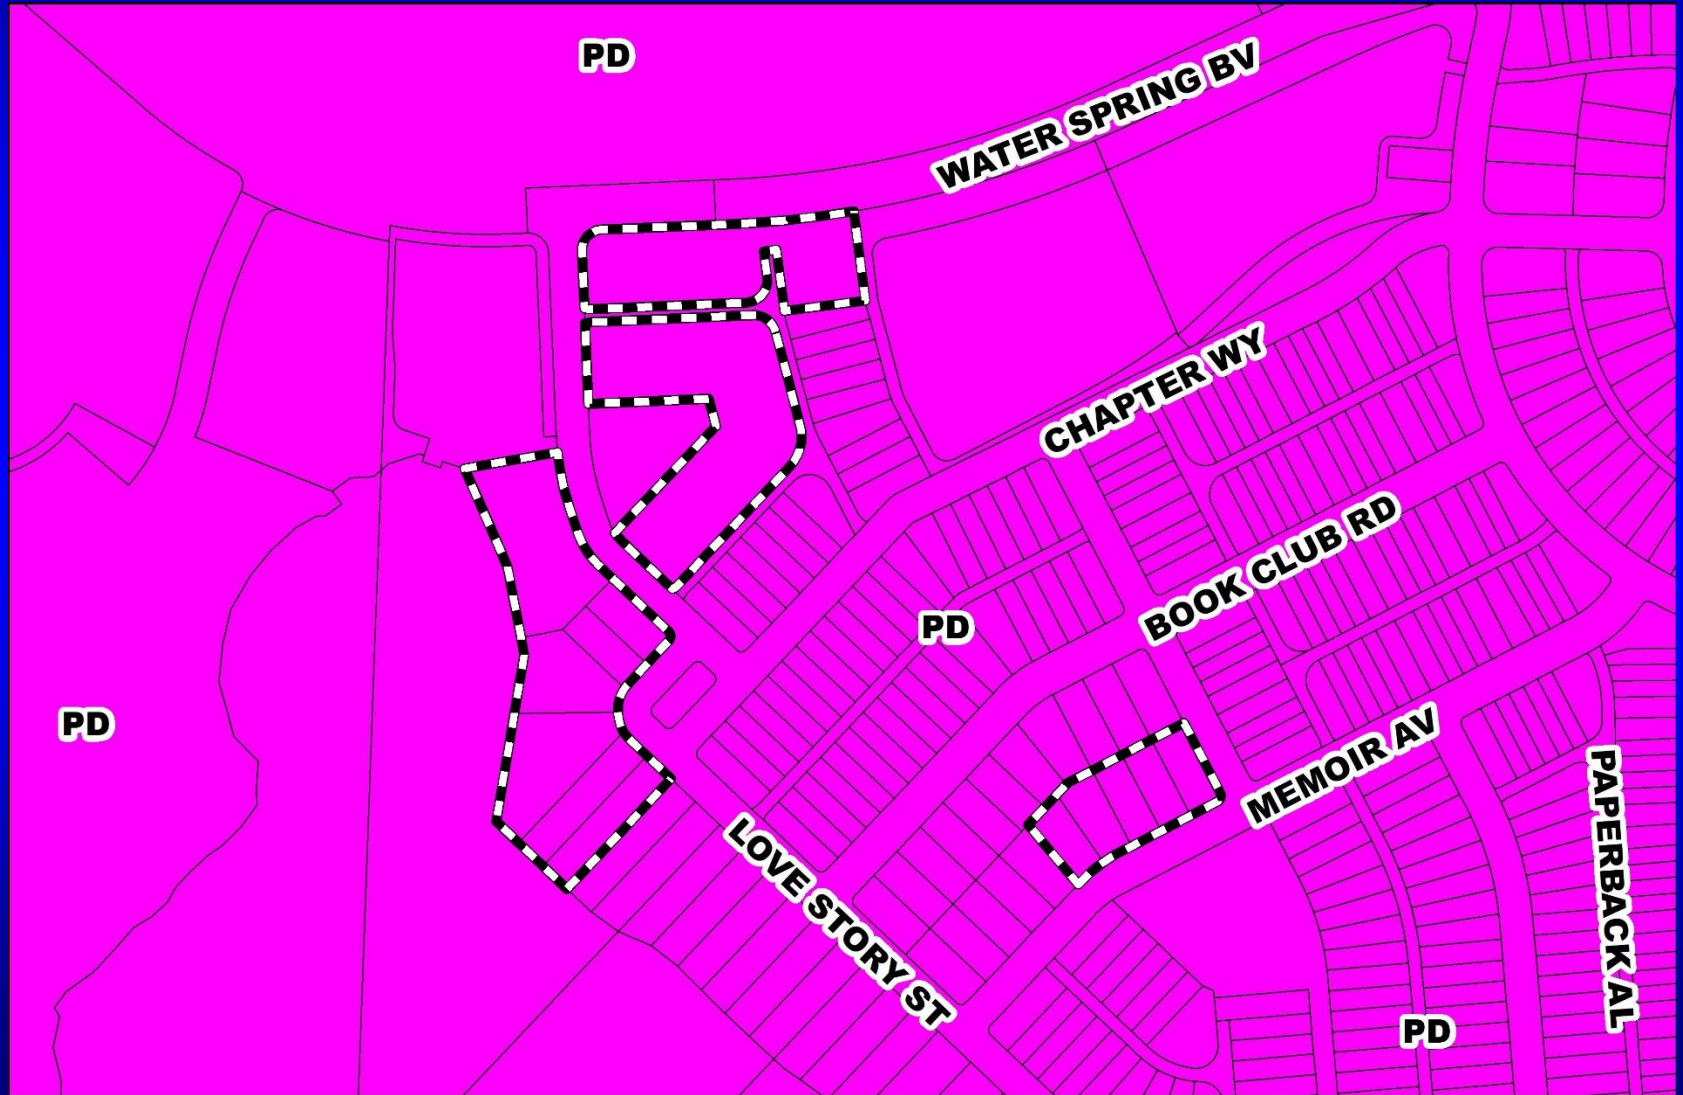 PD
WATER SPRING BV
CHAPTER WY
BOOK CLUB RD
PD
PD
MEMOIR AV
PAPERBACK AL
LOVE STORY ST
PD